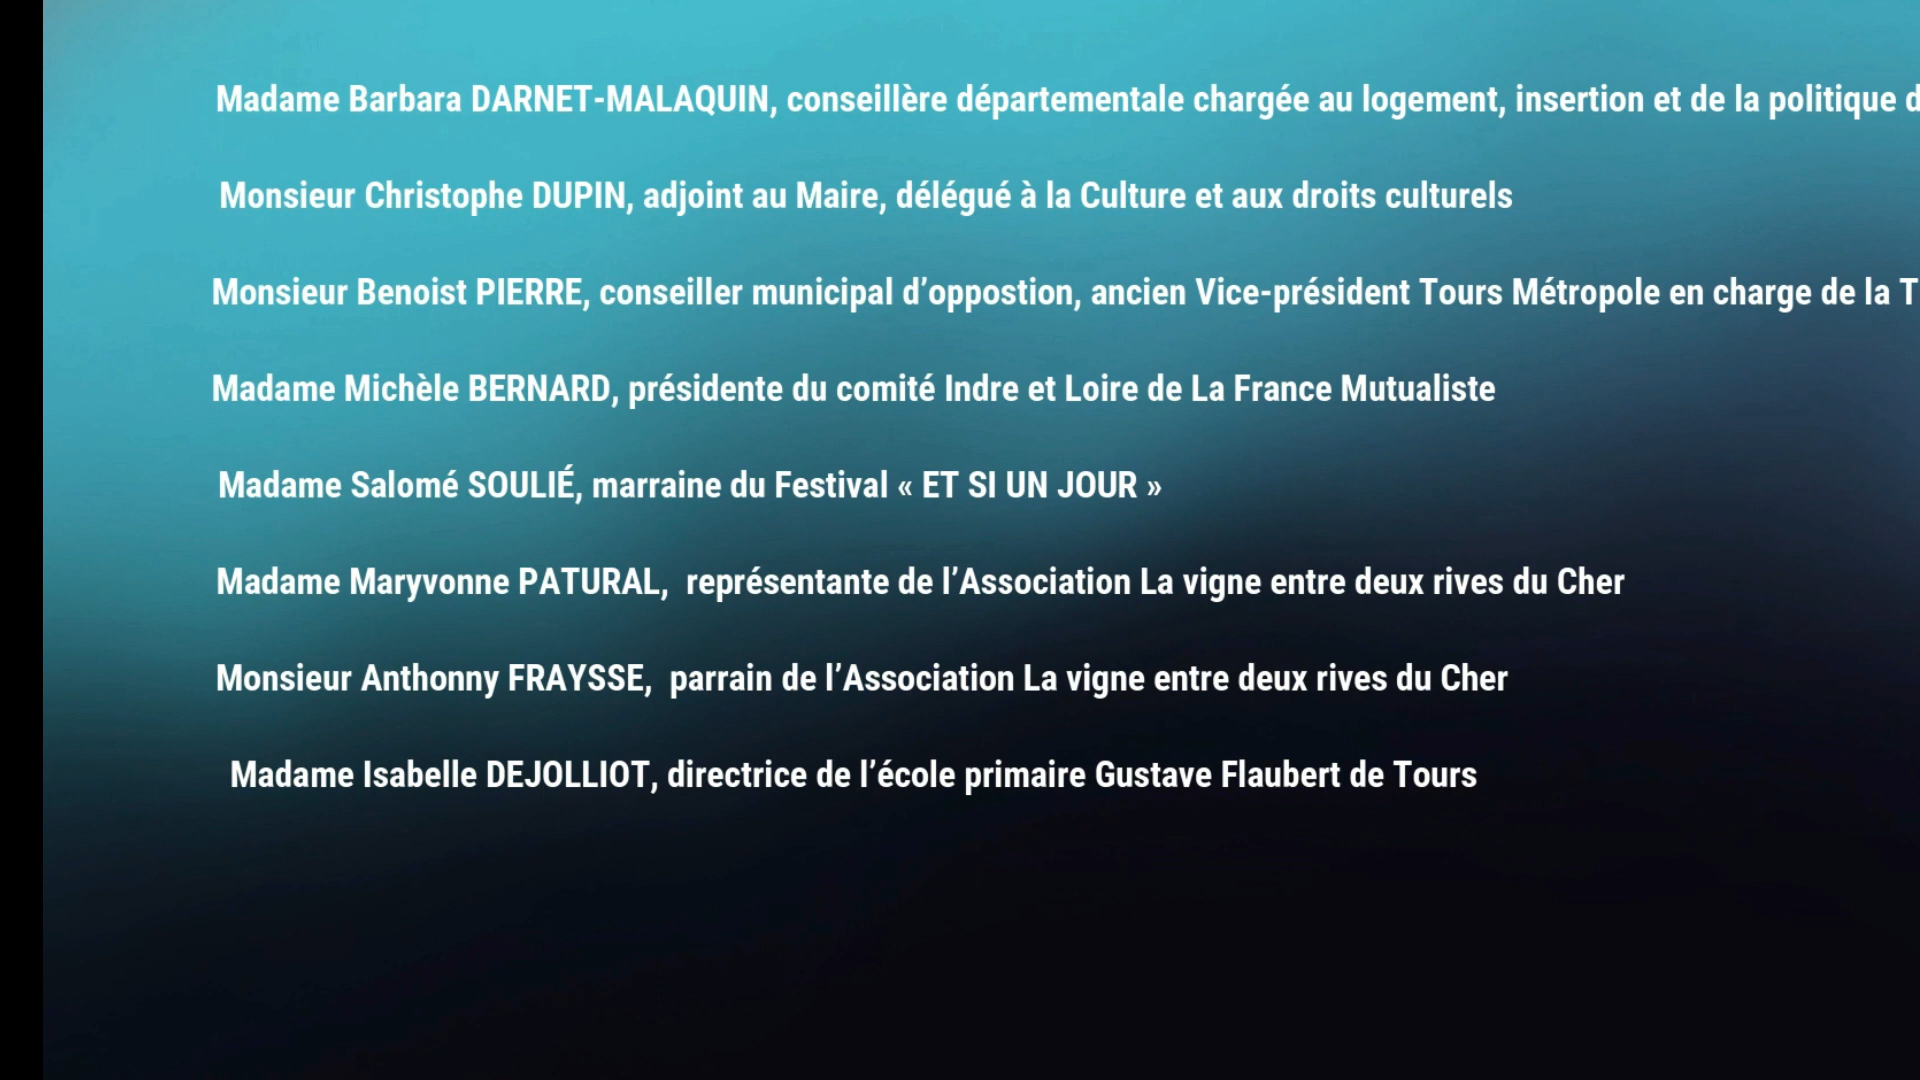 Madame Barbara DARNET-MALAQUIN, conseillère départementale chargée au logement, insertion et de la politique
Monsieur Christophe DUPIN, adjoint au Maire, délégué à la Culture et aux droits culturels
Monsieur Benoist PIERRE, conseiller municipal d’oppostion, ancien Vice-président Tours Métropole en charge de la
Madame Michèle BERNARD, présidente du comité Indre et Loire de La France Mutualiste
Madame Salomé SOULIÉ, marraine du Festival « ET SI UN JOUR »
Madame Maryvonne PATURAL,  représentante de l’Association La vigne entre deux rives du Cher
Monsieur Anthonny FRAYSSE,  parrain de l’Association La vigne entre deux rives du Cher
Madame Isabelle DEJOLLIOT, directrice de l’école primaire Gustave Flaubert de Tours